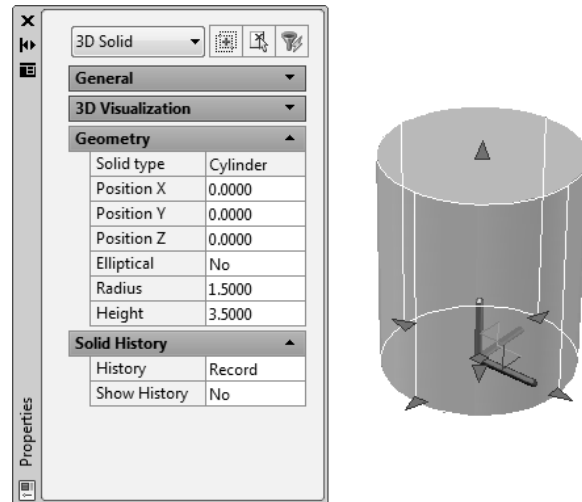 3D Solid
General
3D Visualization
Geometry
Solid type Cylinder
Position X 0.0000
Position Y 0.0000
Position Z 0.0000
Elliptical No
Radius 1.5000
Height 3.5000
Solid History
History Record
Show History No
Properties